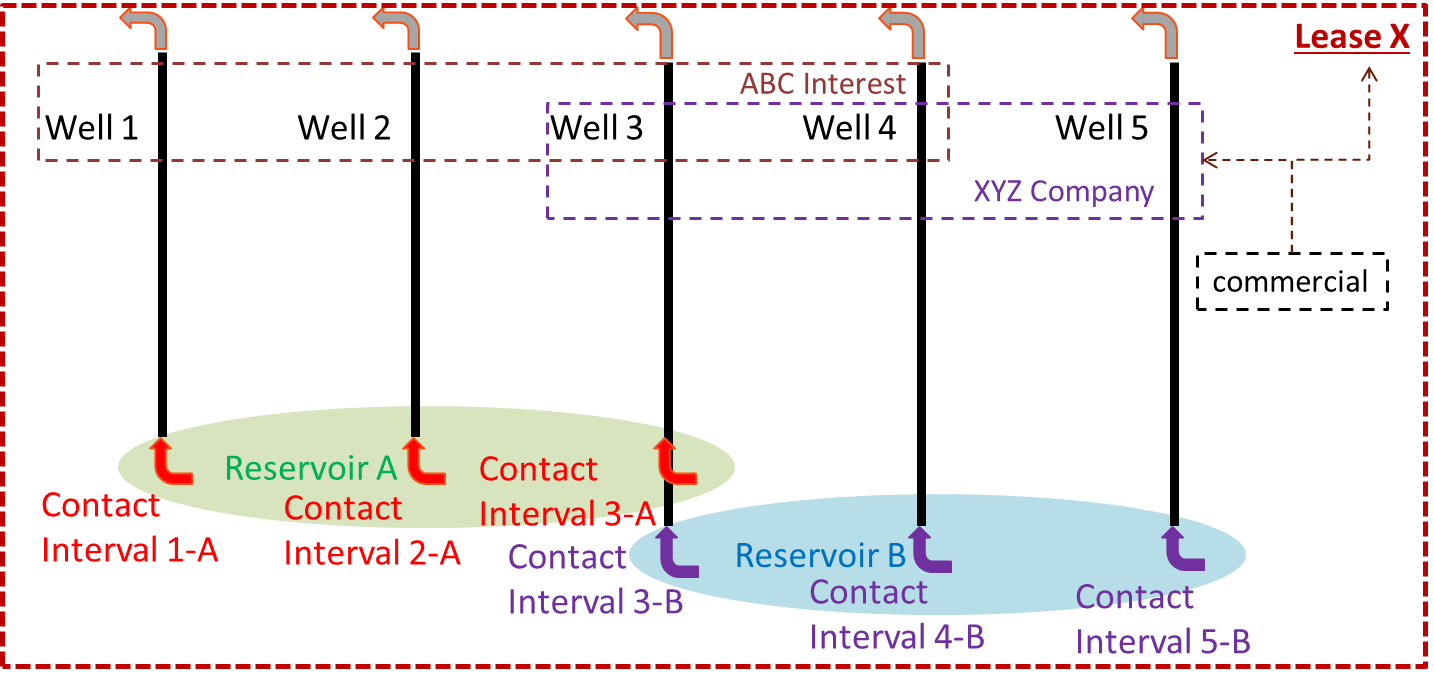 Lease X
ABC Interest
Well 1
Well 2
Well 3
Well 4
Well 5
XYZ Company
commercial
Reservoir A
Contact
Interval 1-A
Contact
Interval 2-A
Contact
Interval 3-A
Reservoir B
Contact
Interval 3-B
Contact
Interval 4-B
Contact
Interval 5-B